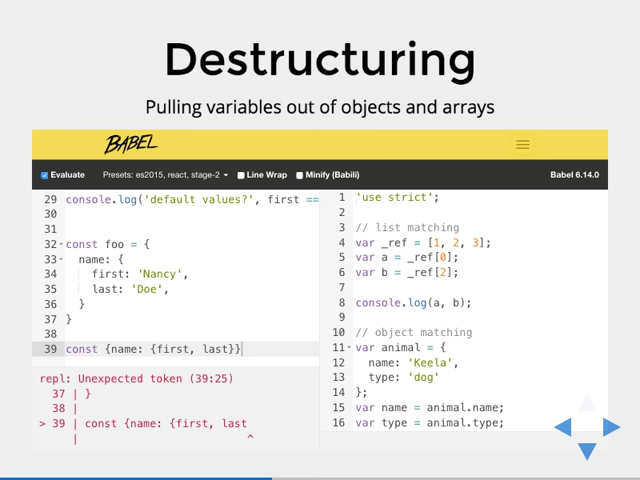 Destructuring
Pulling variables out of objects and arrays
BABEL
Evaluate Presets: es2015, react, stage-2 Line Wrap Minify (Babili) Babel 6.14.0
29 console.log('default values?', first ==
30
31
32 const foo = {
33 name: {
34 first: 'Nancy',
35 last: 'Doe',
36 }
37 }
38
39 const {name: {first, last}}
repl: Unexpected token (39:25)
37 | }
38 |
> 39 | const {name: {first, last
| ^
1 'use strict';
2
3 // list matching
4 var _ref = [1, 2, 3];
5 var a = _ref[0];
6 var b = _ref[2];
7
8 console.log(a, b);
9
10 // object matching
11 var animal = {
12 name: 'Keela',
13 type: 'dog'
14 };
15 var name = animal.name;
16 var type = animal.type;